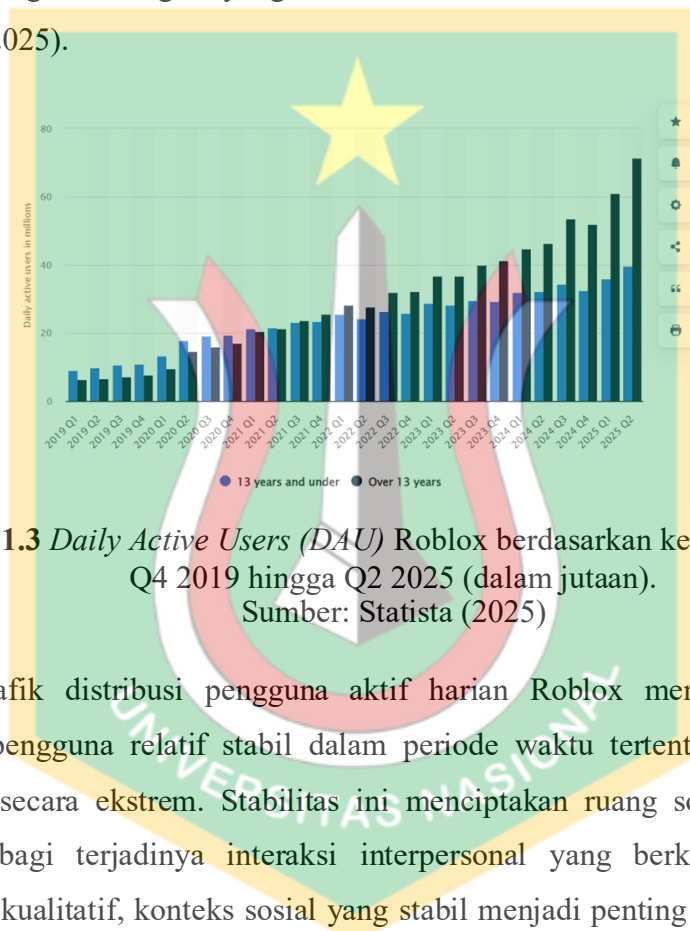 2025).
Daily active users in millions
80
60
40
20
0
2019 Q1
2019 Q2
2019 Q3
2019 Q4
2020 Q1
2020 Q2
2020 Q3
2020 Q4
2021 Q1
2021 Q2
2021 Q3
2021 Q4
2022 Q1
2022 Q2
2022 Q3
2022 Q4
2023 Q1
2023 Q2
2023 Q3
2023 Q4
2024 Q1
2024 Q2
2024 Q3
2024 Q4
2025 Q1
2025 Q2
13 years and under Over 13 years
1.3 Daily Active Users (DAU) Roblox berdasarkan ke
Q4 2019 hingga Q2 2025 (dalam jutaan).
Sumber: Statista (2025)
afik distribusi pengguna aktif harian Roblox men
pengguna relatif stabil dalam periode waktu tertent
secara ekstrem. Stabilitas ini menciptakan ruang so
bagi terjadinya interaksi interpersonal yang berk
kualitatif, konteks sosial yang stabil menjadi penting
UNIVERSITAS NASIONAL